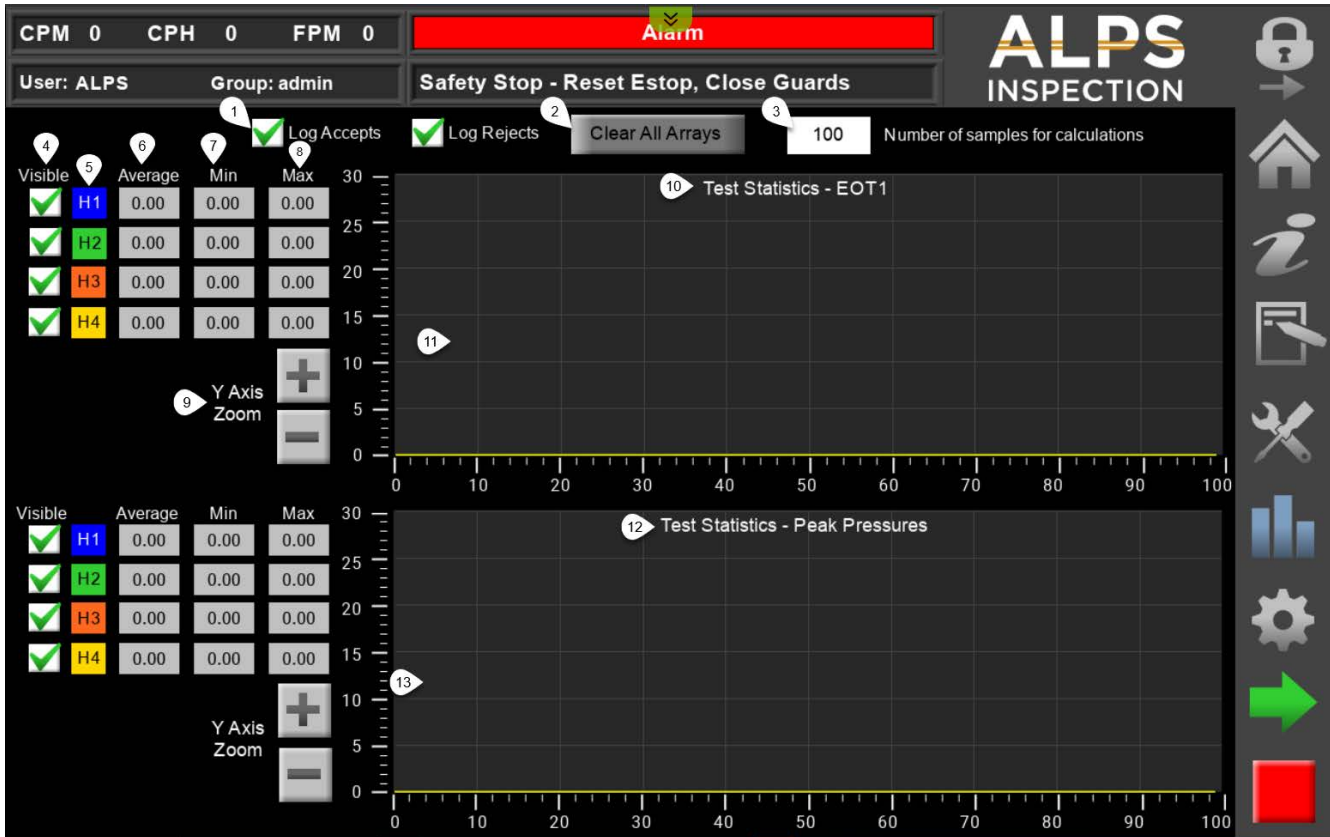 CPM 0 CPH 0 FPM 0
Alarm
ALPS
INSPECTION
User: ALPS Group: admin
Safety Stop - Reset Estop, Close Guards
1 2 3
Log Accepts Log Rejects Clear All Arrays 100 Number of samples for calculations
4 5 6 7 8
Visible Average Min Max
H1 0.00 0.00 0.00
H2 0.00 0.00 0.00
H3 0.00 0.00 0.00
H4 0.00 0.00 0.00
9 Y Axis
Zoom
10 Test Statistics - EOT1
11
30
25
20
15
10
5
0
0 10 20 30 40 50 60 70 80 90 100
Visible Average Min Max
H1 0.00 0.00 0.00
H2 0.00 0.00 0.00
H3 0.00 0.00 0.00
H4 0.00 0.00 0.00
Y Axis
Zoom
12 Test Statistics - Peak Pressures
13
30
25
20
15
10
5
0
0 10 20 30 40 50 60 70 80 90 100